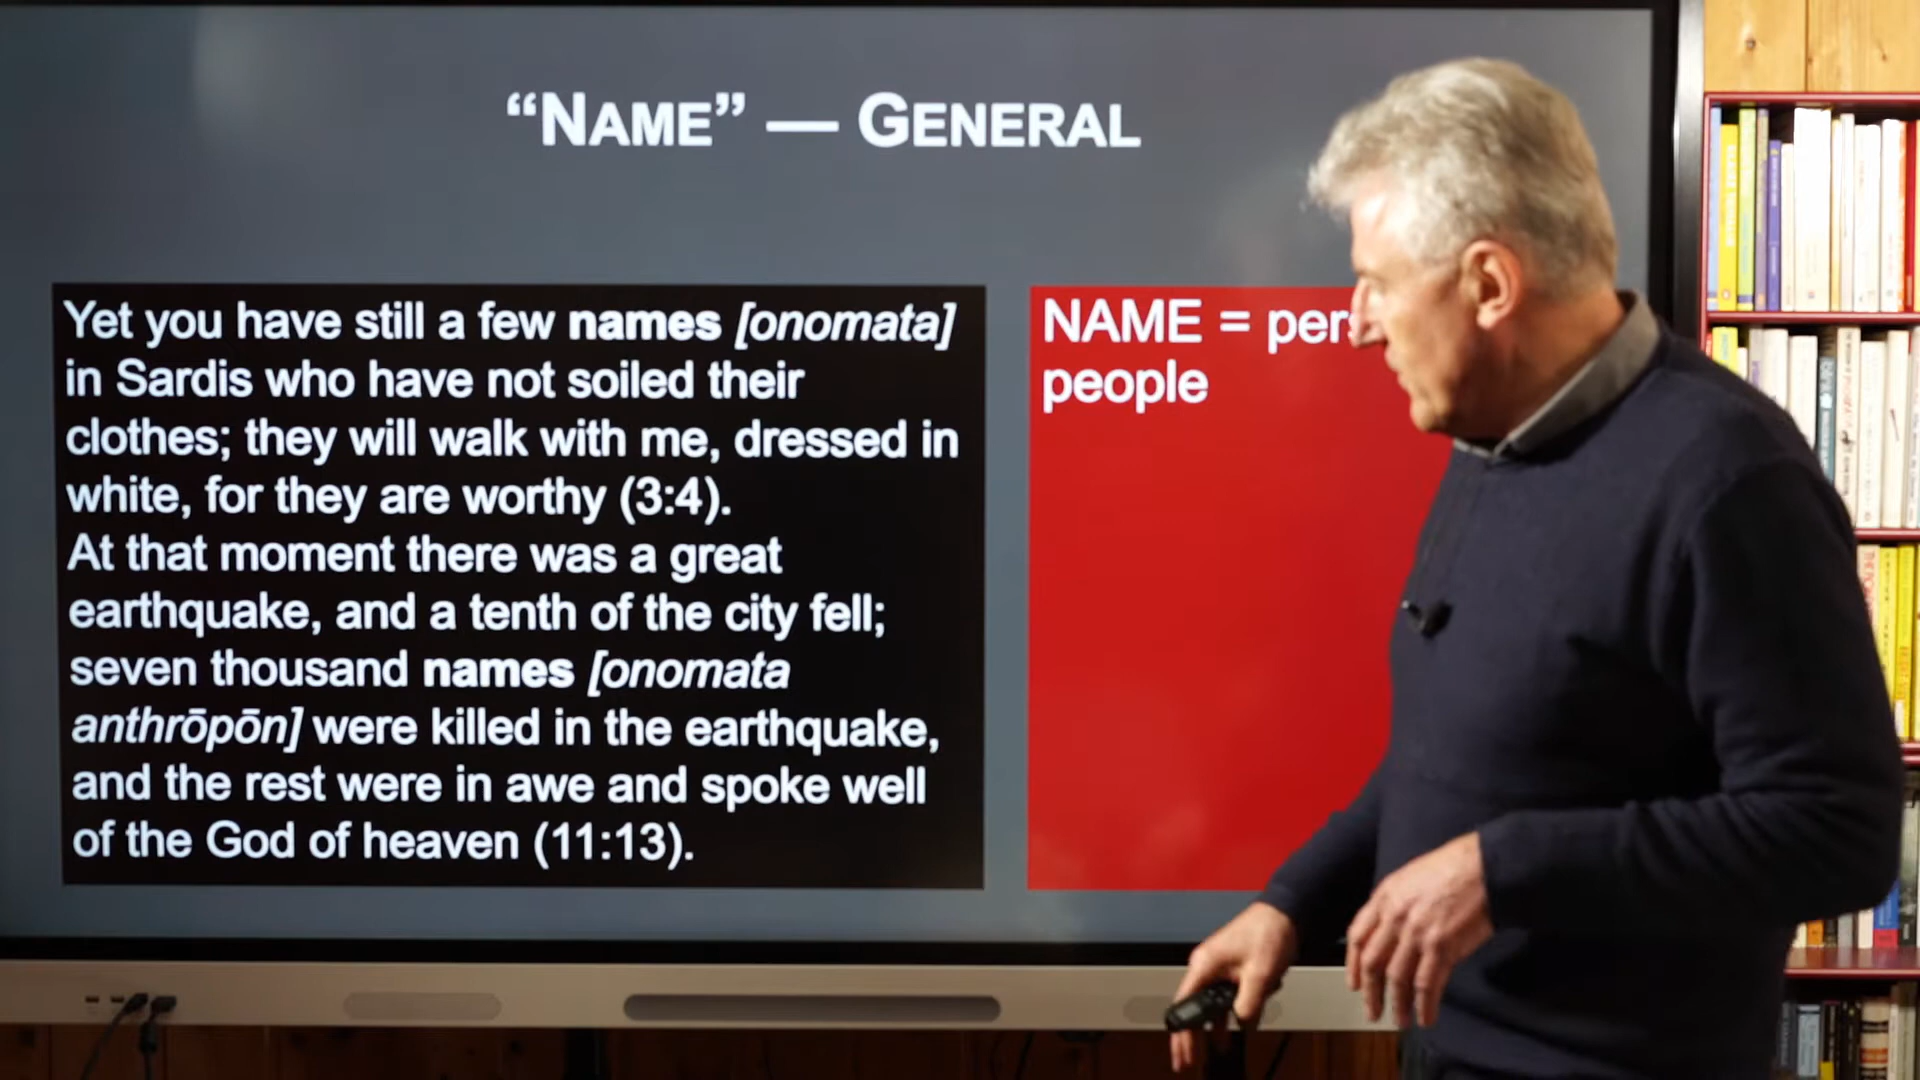 “NAME” — GENERAL
Yet you have still a few names [onomata]
in Sardis who have not soiled their
clothes; they will walk with me, dressed in
white, for they are worthy (3:4).
At that moment there was a great
earthquake, and a tenth of the city fell;
seven thousand names [onomata
anthrōpōn] were killed in the earthquake,
and the rest were in awe and spoke well
of the God of heaven (11:13).
NAME =
people